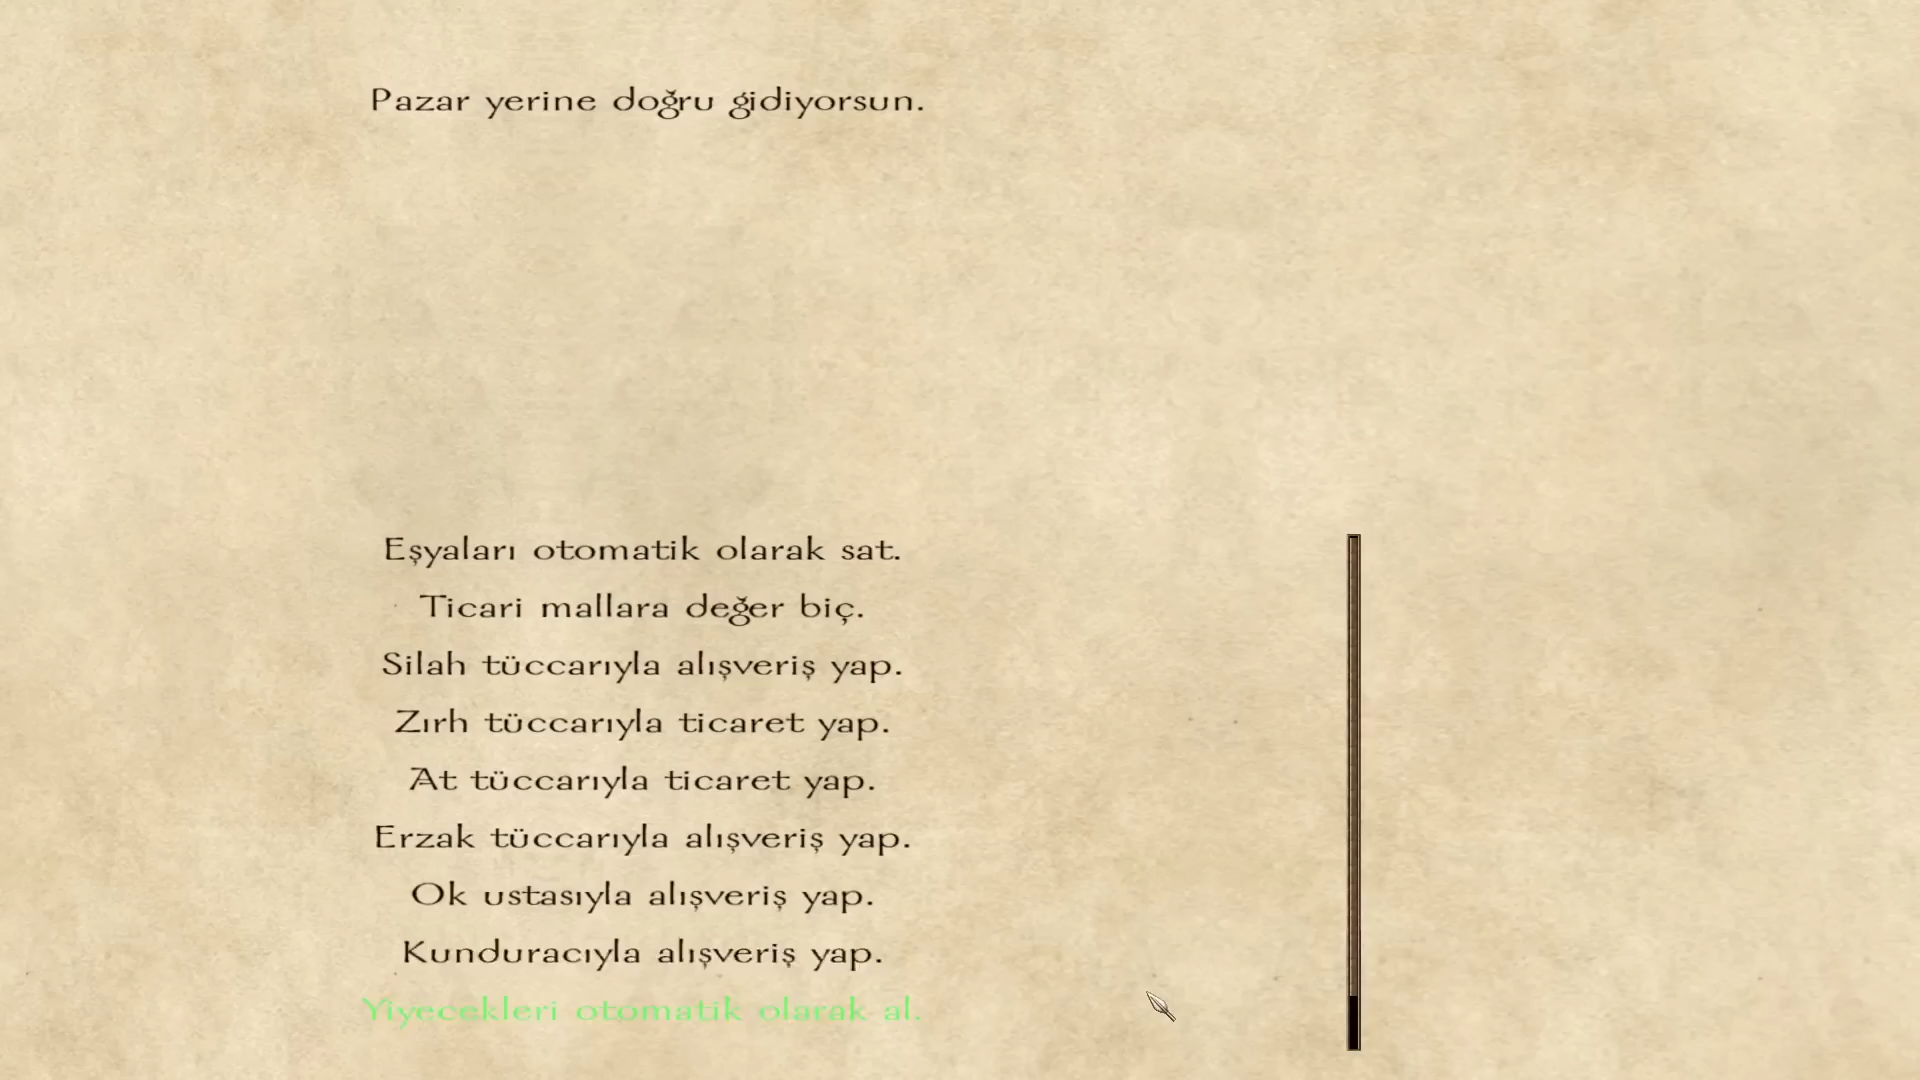 Pazar yerine doğru gidiyorsun.
Eşyaları otomatik olarak sat.
Ticari mallara değer biç.
Silah tüccarıyla alışveriş yap.
Zırh tüccarıyla ticaret yap.
At tüccarıyla ticaret yap.
Erzak tüccarıyla alışveriş yap.
Ok ustasıyla alışveriş yap.
Kunduracıyla alışveriş yap.
Yiyecekleri otomatik olarak al.